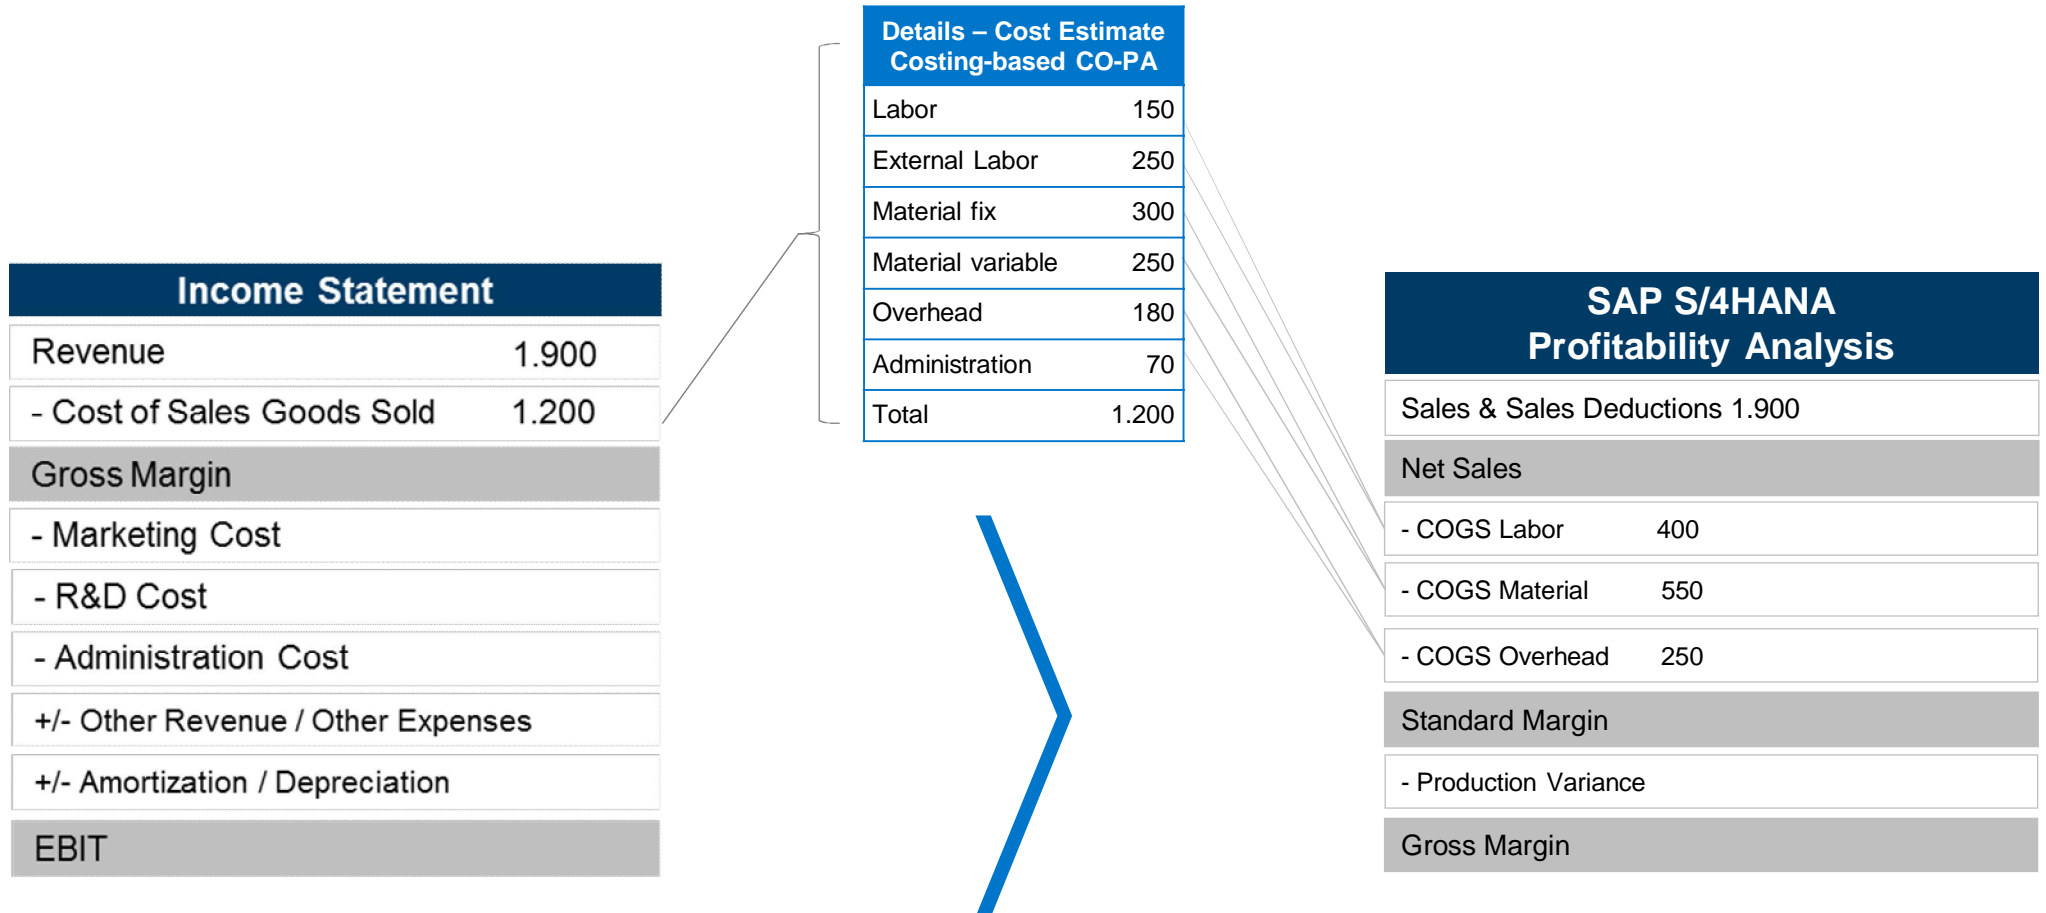 Details – Cost Estimate
Costing-based CO-PA
Labor 150
External Labor 250
Material fix 300
Material variable 250
Overhead 180
Administration 70
Total 1.200
Income Statement
Revenue 1.900
- Cost of Sales Goods Sold 1.200
Gross Margin
- Marketing Cost
- R&D Cost
- Administration Cost
+/- Other Revenue / Other Expenses
+/- Amortization / Depreciation
EBIT
SAP S/4HANA
Profitability Analysis
Sales & Sales Deductions 1.900
Net Sales
- COGS Labor 400
- COGS Material 550
- COGS Overhead 250
Standard Margin
- Production Variance
Gross Margin